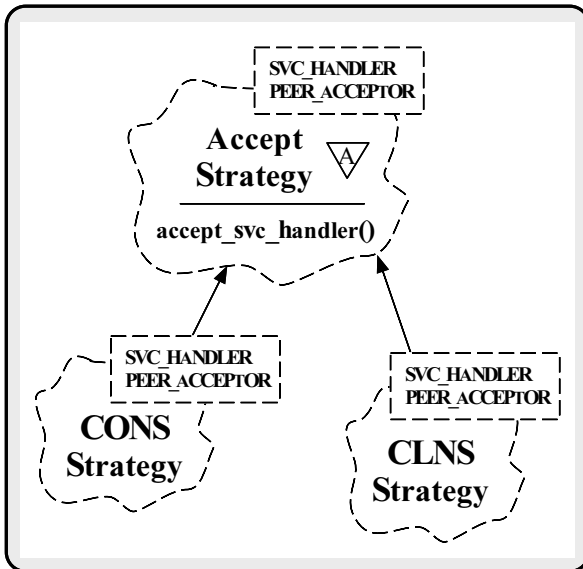 SVC_HANDLER
PEER_ACCEPTOR
Accept
Strategy
A
accept_svc_handler()
SVC_HANDLER
PEER_ACCEPTOR
CONS
Strategy
SVC_HANDLER
PEER_ACCEPTOR
CLNS
Strategy